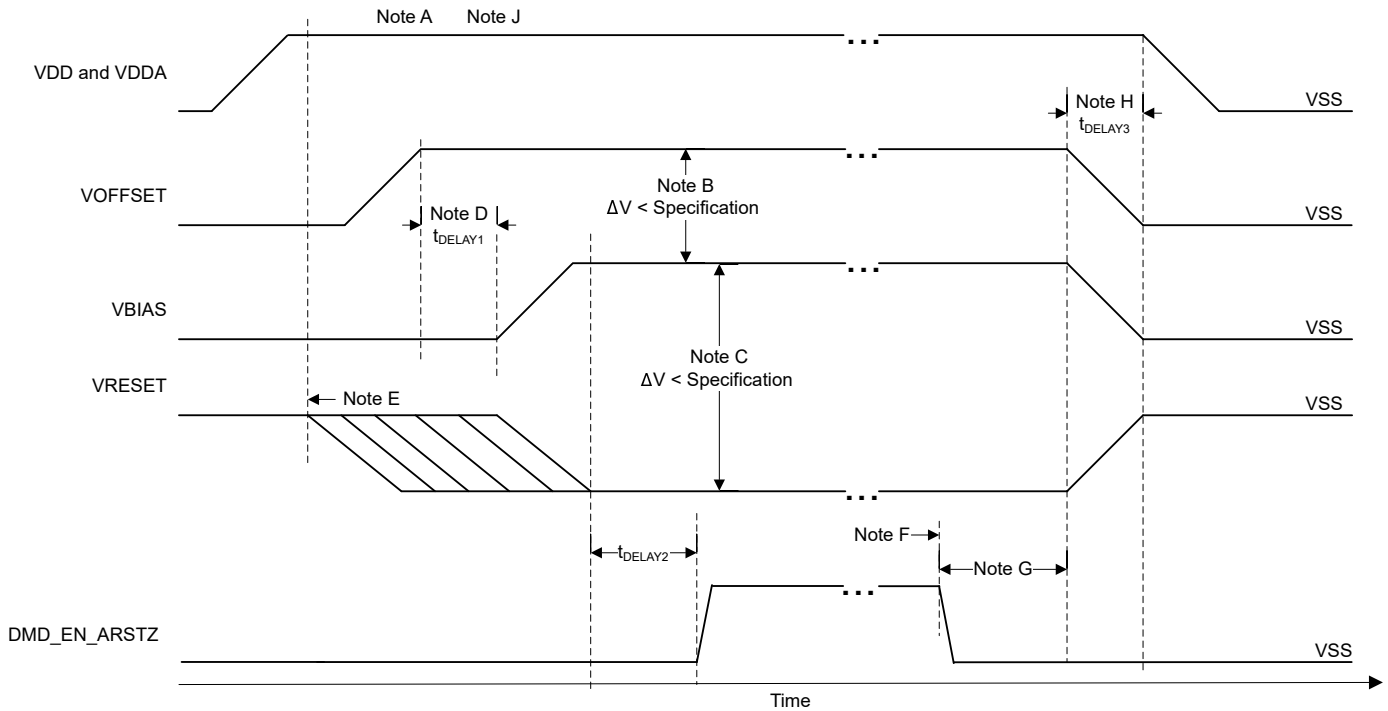 Note A Note J
VDD and VDDA
...
Note H
tDELAY3
VSS
VOFFSET
...
Note B
ΔV < Specification
Note D
tDELAY1
VSS
VBIAS
...
VSS
Note C
ΔV < Specification
VRESET
Note E
VSS
...
Note F
tDELAY2
Note G
...
DMD_EN_ARSTZ
VSS
Time